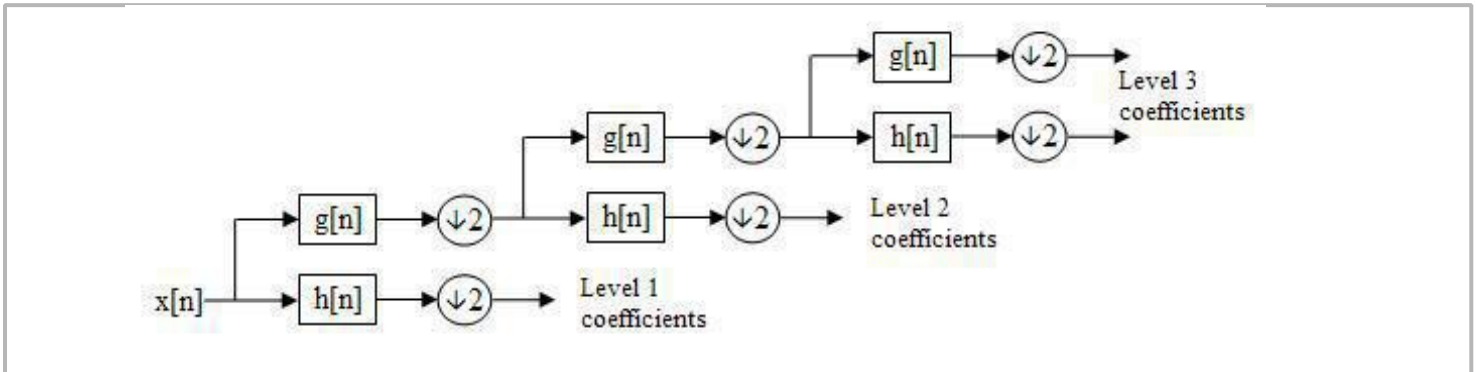 g[n] ↓2
Level 3
coefficients
g[n] ↓2 h[n] ↓2
g[n] ↓2 h[n] ↓2
Level 2
coefficients
x[n] h[n] ↓2
Level 1
coefficients